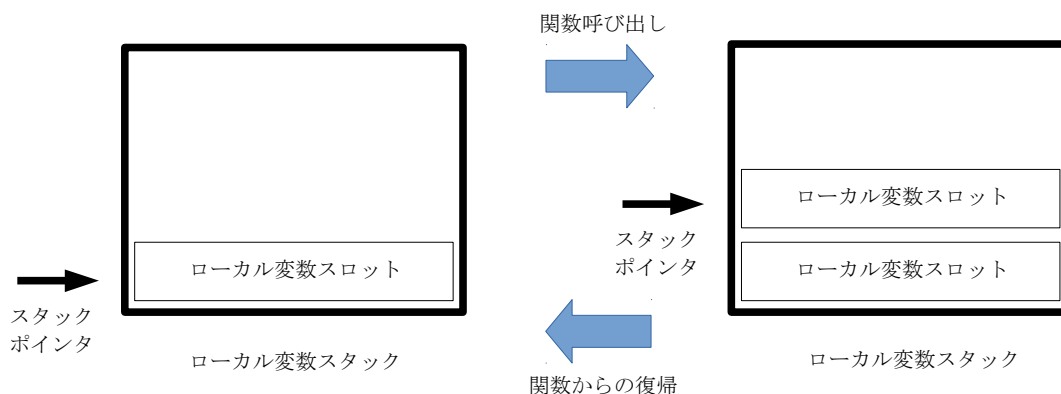 関数呼び出し
ローカル変数スロット
スタック
ポインタ
ローカル変数スタック
ローカル変数スロット
ローカル変数スロット
スタック
ポインタ
ローカル変数スタック
関数からの復帰